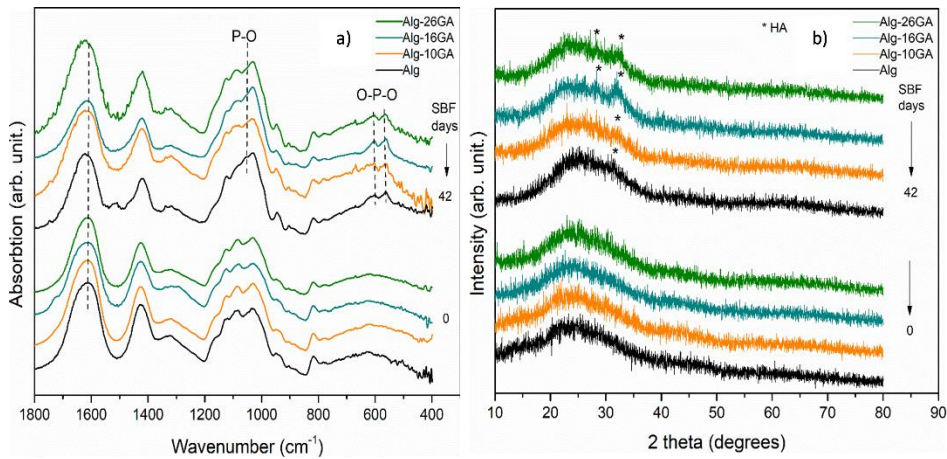 Alg-26GA
Alg-16GA
Alg-10GA
Alg
a)
P-O
O-P-O
SBF
days
42
0
Absorbtion (arb. unit.)
1800 1600 1400 1200 1000 800 600 400
Wavenumber (cm-1)
* HA
b)
Alg-26GA
Alg-16GA
Alg-10GA
Alg
* *
* *
*
*
SBF
days
42
0
Intensity (arb. unit.)
10 20 30 40 50 60 70 80 90
2 theta (degrees)